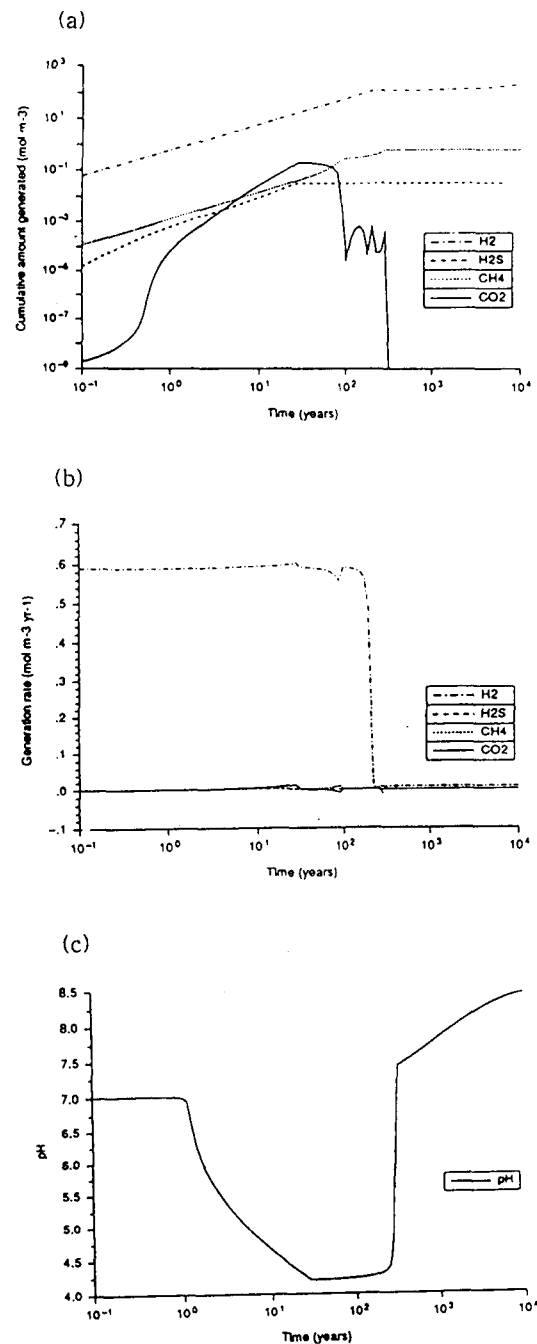 (a)
Cumulative amount generated (mol m-3)
10³
10¹
10-1
10-3
10-4
10-7
10-9
10-1
10⁰
10¹
10²
10³
10⁴
Time (years)
H2
H2S
CH4
CO2
(b)
Generation rate (mol m-3 yr-1)
.7
.6
.5
.4
.3
.2
.1
.0
-.1
10-1
10⁰
10¹
10²
10³
10⁴
Time (years)
H2
H2S
CH4
CO2
(c)
pH
8.5
8.0
7.5
7.0
6.5
6.0
5.5
5.0
4.5
4.0
10-1
10⁰
10¹
10²
10³
10⁴
Time (years)
pH